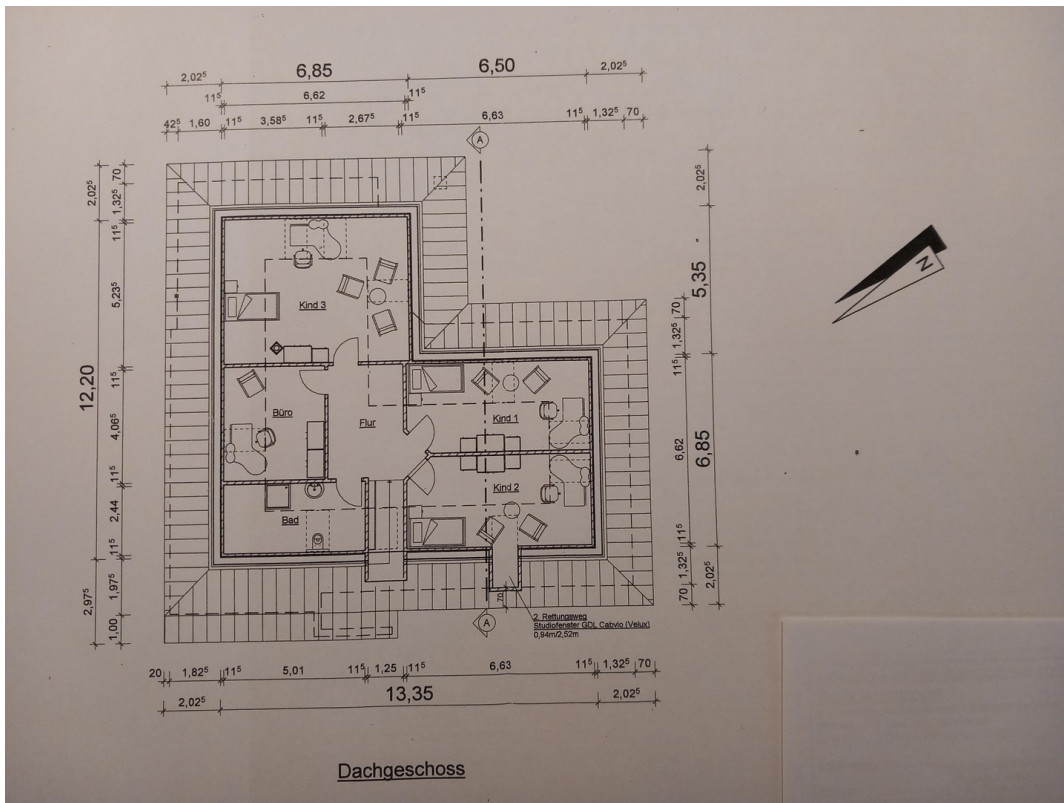 2,02⁵ 6,85 6,50 2,02⁵
11⁵ 6,62 11⁵
42⁵ 1,60 11⁵ 3,58⁵ 11⁵ 2,67⁵ 11⁵ 6,63 11⁵ 1,32⁵ 70
A
2,02⁵
70
1,32⁵
11⁵
5,23⁵
11⁵
12,20
4,06⁵
11⁵
2,44
11⁵
1,97⁵
2,97⁵
1,00
Kind 3
Büro
Flur
Kind 1
Kind 2
Bad
2,02⁵
5,35
70
1,32⁵
11⁵
6,62
6,85
11⁵
1,32⁵
2,02⁵
70
N
70
A
2. Rettungsweg
Studiofenster GDL Cabvio (Velux)
0,94m/2,52m
20 1,82⁵ 11⁵ 5,01 11⁵ 1,25 11⁵ 6,63 11⁵ 1,32⁵ 70
2,02⁵ 13,35 2,02⁵
Dachgeschoss